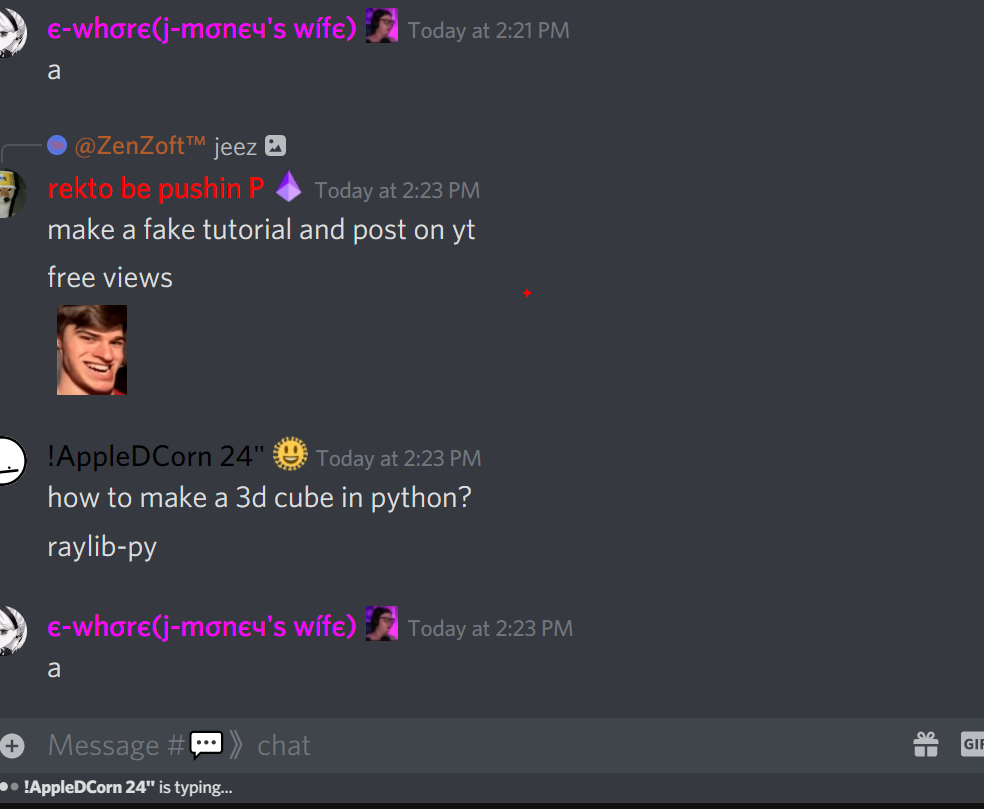 є-whσrє(j-mσnєч's wífє) Today at 2:21 PM
a
@ZenZoft™ jeez
rekto be pushin P Today at 2:23 PM
make a fake tutorial and post on yt
free views
!AppleDCorn 24" Today at 2:23 PM
how to make a 3d cube in python?
raylib-py
є-whσrє(j-mσnєч's wífє) Today at 2:23 PM
a
Message #💬》chat
GIF
!AppleDCorn 24" is typing...